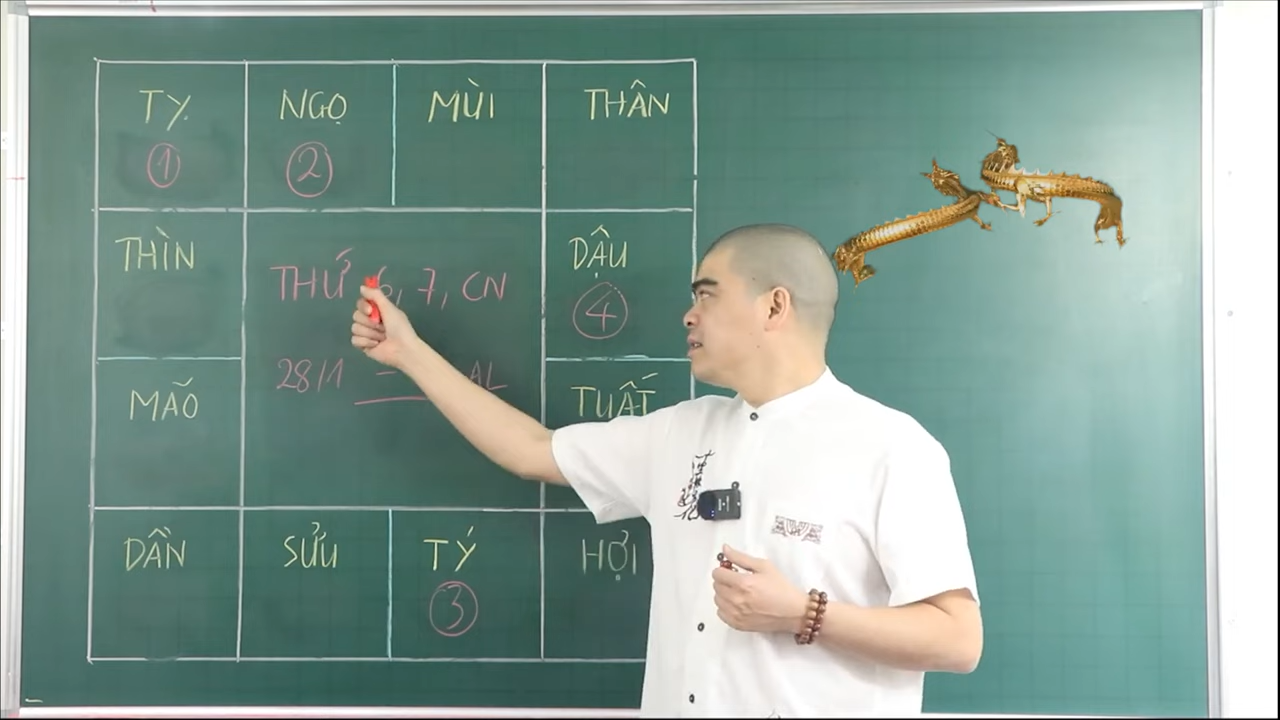 TỴ NGỌ MÙI THÂN
① ② 
THÌN DẬU
THỨ 6, 7, CN
④
28/1 - AL
MÃO TUẤT
DẦN SỬU TÝ HỢI
③